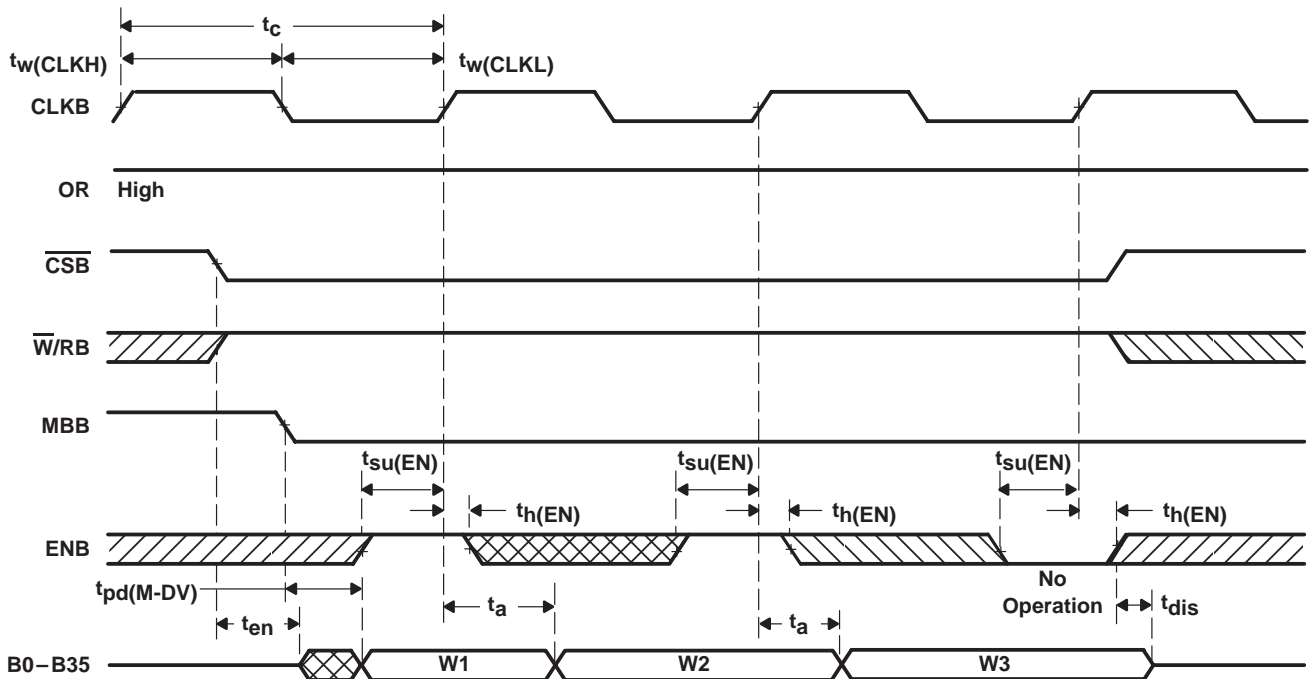 tc
tw(CLKH)
tw(CLKL)
CLKB
OR High
CSB
W/RB
MBB
tsu(EN) tsu(EN) tsu(EN)
th(EN) th(EN) th(EN)
ENB
No
Operation
tpd(M-DV)
ta
ta
tdis
ten
B0–B35 W1 W2 W3